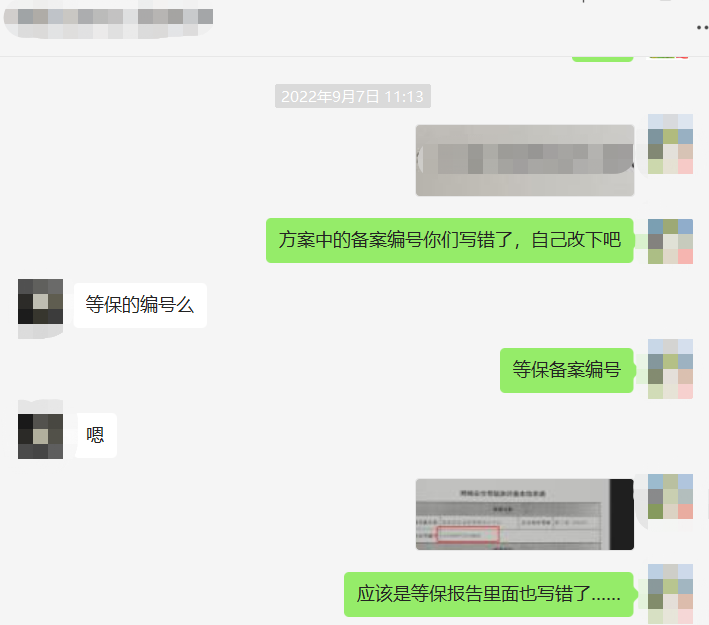 2022年9月7日 11:13
方案中的备案编号你们写错了，自己改下吧
等保的编号么
等保备案编号
嗯
应该是等保报告里面也写错了......